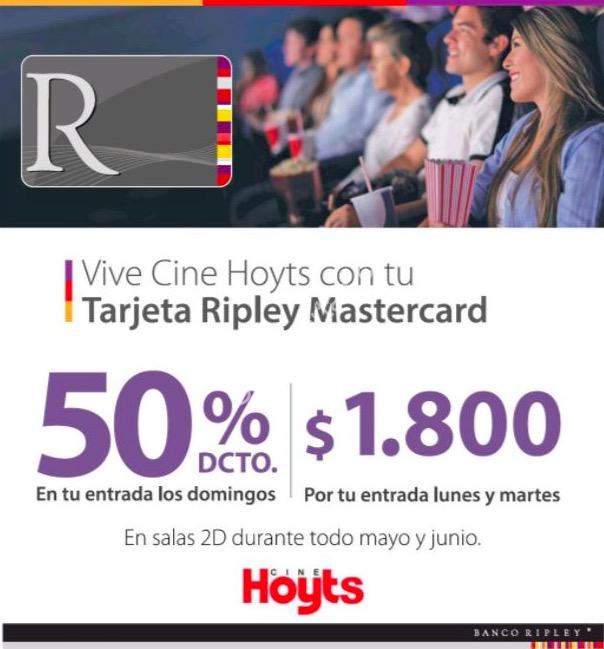 R
Vive Cine Hoyts con tu
Tarjeta Ripley Mastercard
50% DCTO.
En tu entrada los domingos
$1.800
Por tu entrada lunes y martes
En salas 2D durante todo mayo y junio.
CINE
Hoyts
BANCO RIPLEY